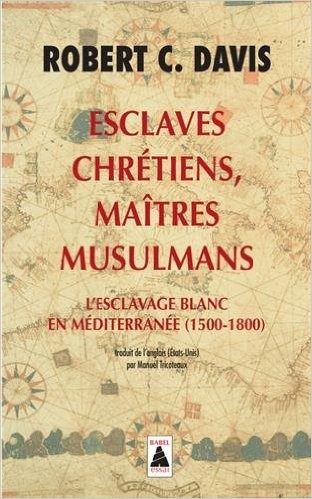 ROBERT C. DAVIS
ESCLAVES
CHRÉTIENS,
MAÎTRES
MUSULMANS
L'ESCLAVAGE BLANC
EN MÉDITERRANÉE (1500-1800)
traduit de l'anglais (États-Unis)
par Manuel Tricoteaux
BABEL
essai